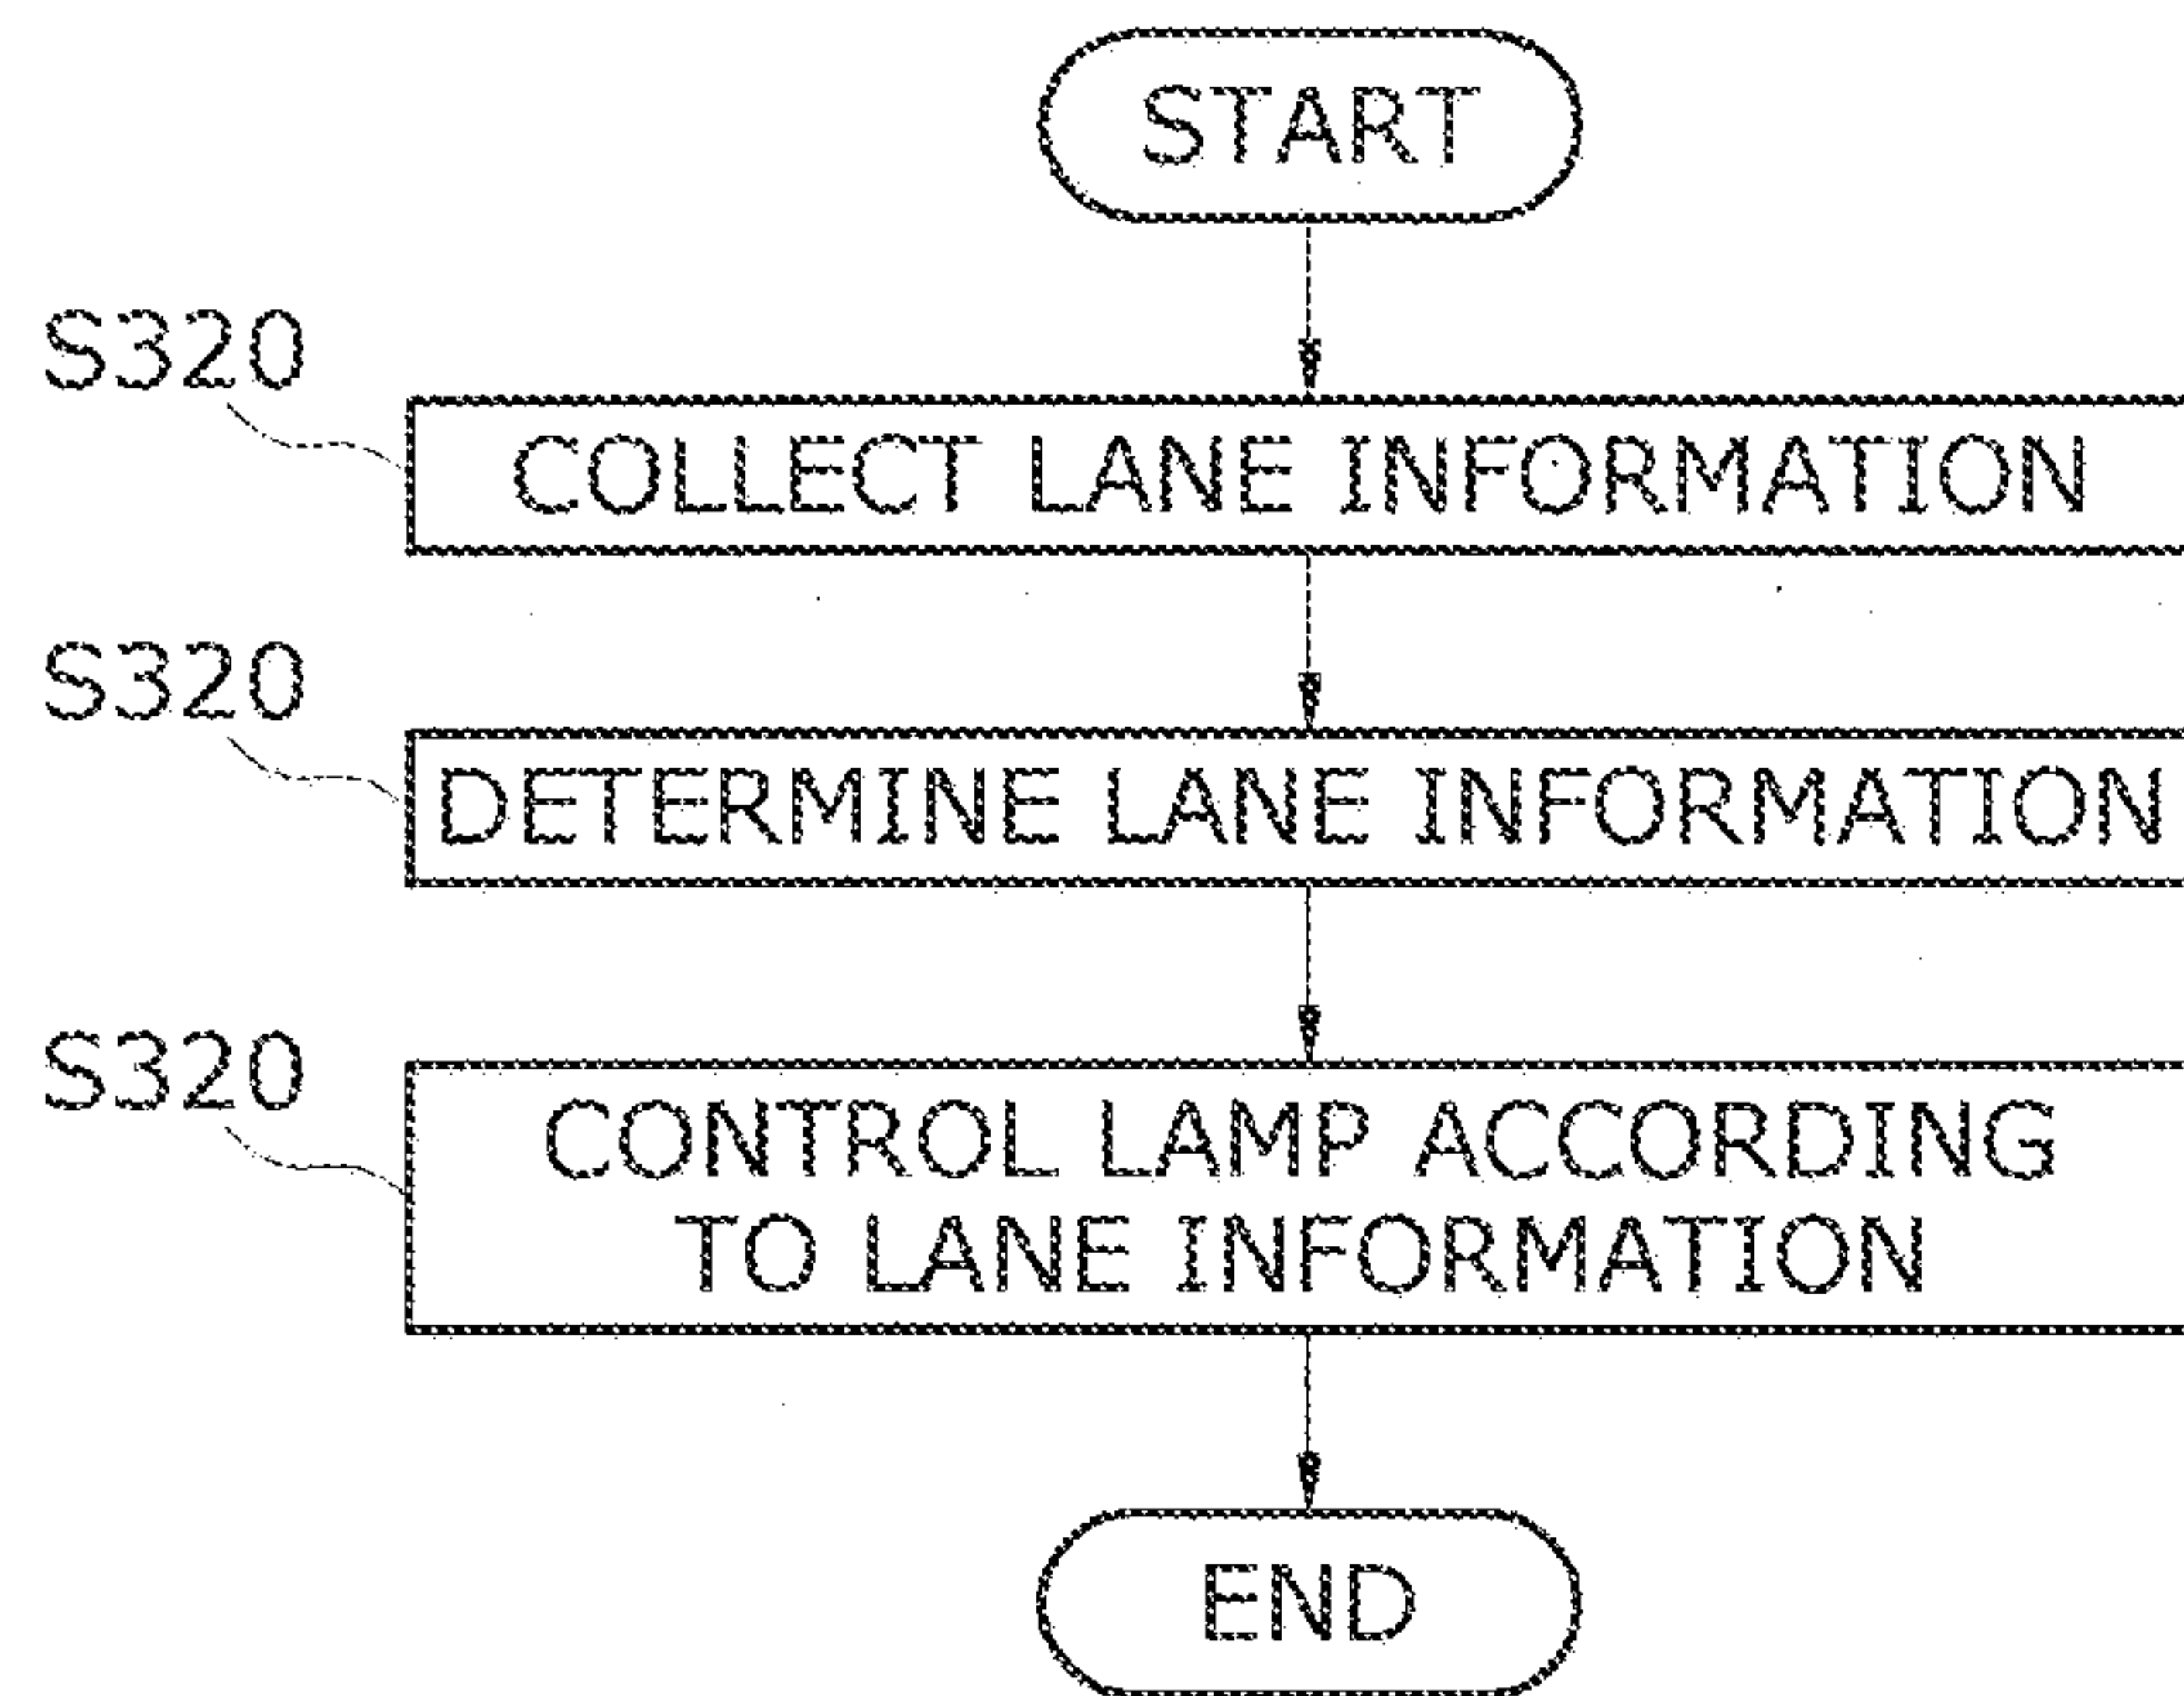 START
S320
COLLECT LANE INFORMATION
S320
DETERMINE LANE INFORMATION
S320
CONTROL LAMP ACCORDING
TO LANE INFORMATION
END